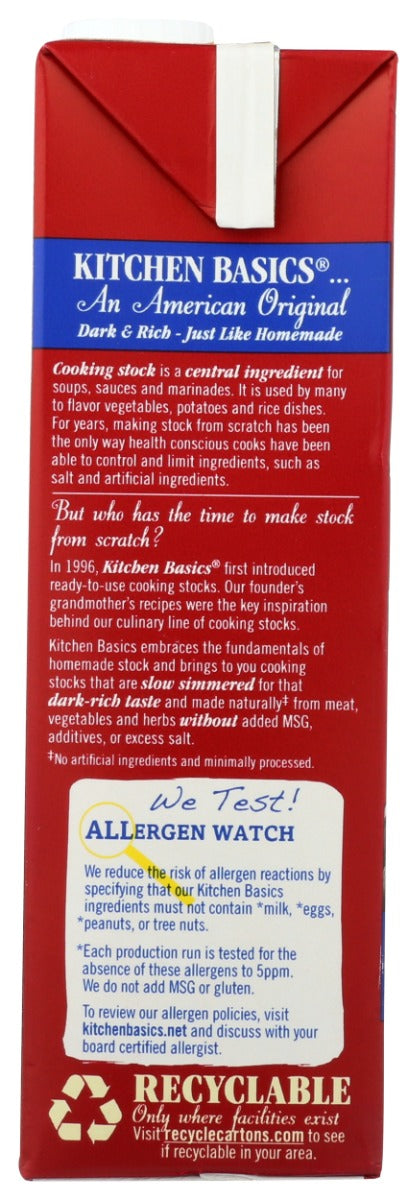 KITCHEN BASICS®...
An American Original
Dark & Rich - Just Like Homemade
Cooking stock is a central ingredient for
soups, sauces and marinades. It is used by many
to flavor vegetables, potatoes and rice dishes.
For years, making stock from scratch has been
the only way health conscious cooks have been
able to control and limit ingredients, such as
salt and artificial ingredients.
But who has the time to make stock
from scratch?
In 1996, Kitchen Basics® first introduced
ready-to-use cooking stocks. Our founder's
grandmother's recipes were the key inspiration
behind our culinary line of cooking stocks.
Kitchen Basics embraces the fundamentals of
homemade stock and brings to you cooking
stocks that are slow simmered for that
dark-rich taste and made naturally‡ from meat,
vegetables and herbs without added MSG,
additives, or excess salt.
‡No artificial ingredients and minimally processed.
We Test!
ALLERGEN WATCH
We reduce the risk of allergen reactions by
specifying that our Kitchen Basics
ingredients must not contain *milk, *eggs,
*peanuts, or tree nuts.
*Each production run is tested for the
absence of these allergens to 5ppm.
We do not add MSG or gluten.
To review our allergen policies, visit
kitchenbasics.net and discuss with your
board certified allergist.
RECYCLABLE
Only where facilities exist
Visit recyclecartons.com to see
if recyclable in your area.